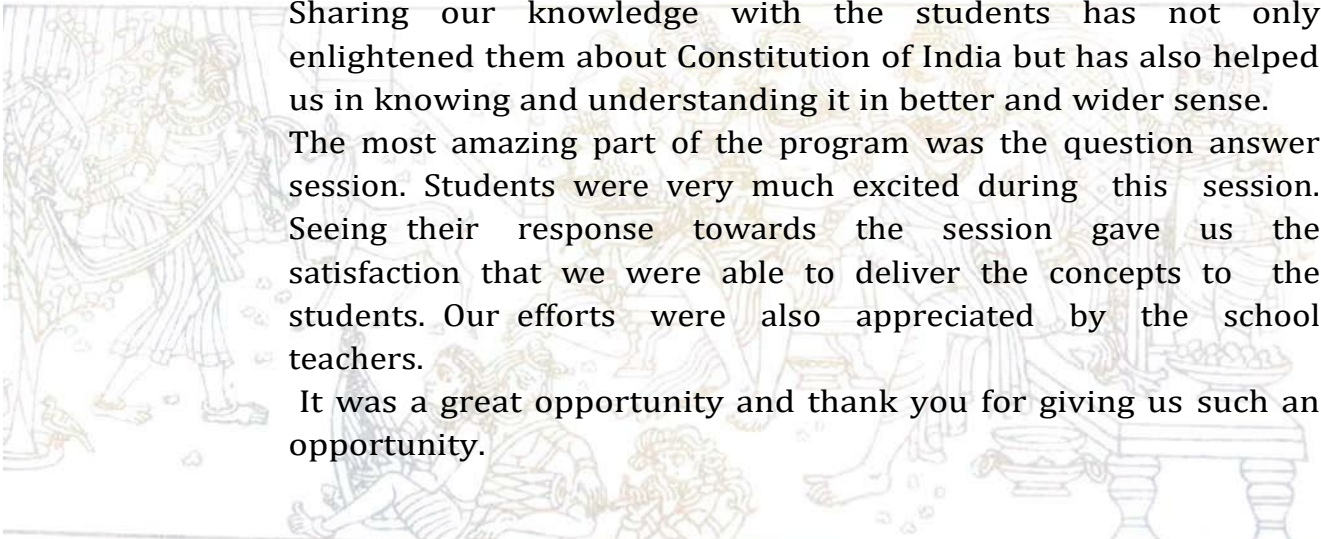 Sharing our knowledge with the students has not only
enlightened them about Constitution of India but has also helped
us in knowing and understanding it in better and wider sense.
The most amazing part of the program was the question answer
session. Students were very much excited during this session.
Seeing their response towards the session gave us the
satisfaction that we were able to deliver the concepts to the
students. Our efforts were also appreciated by the school
teachers.
It was a great opportunity and thank you for giving us such an
opportunity.